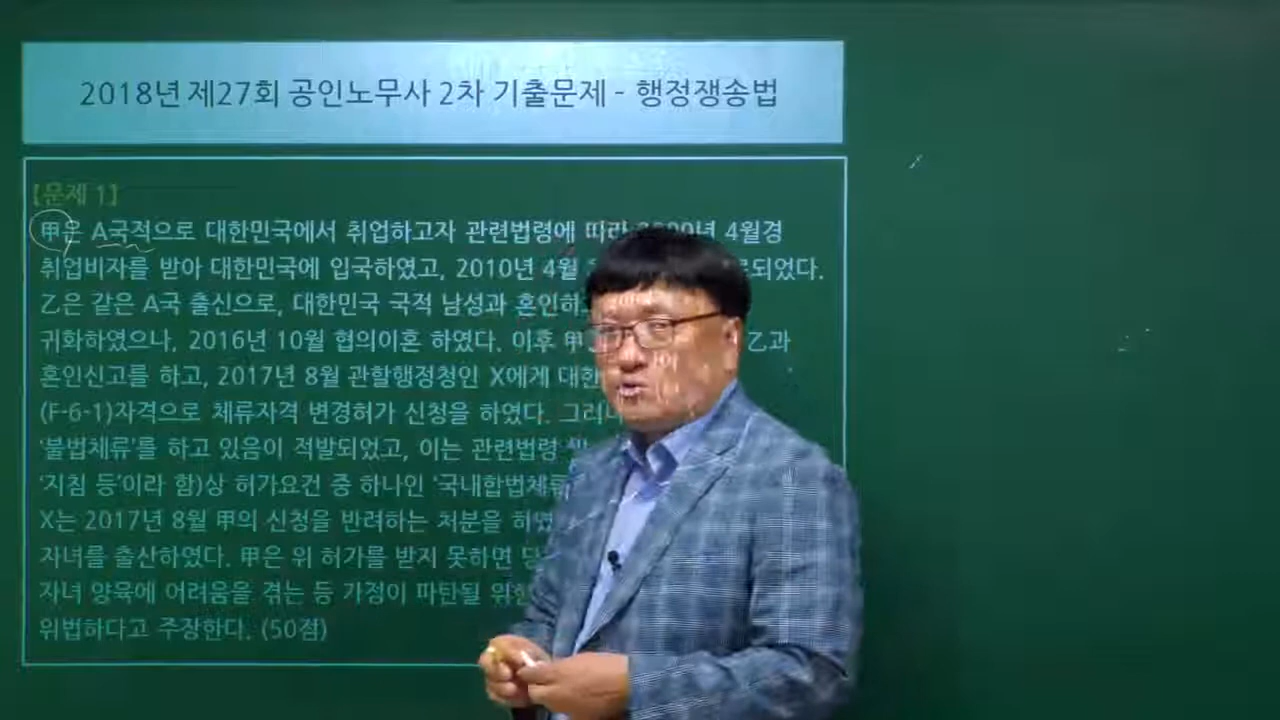 2018년 제27회 공인노무사 2차 기출문제 - 행정쟁송법
【문제 1】
甲은 A국적으로 대한민국에서 취업하고자 관련법령에 따라 2009년 4월경
취업비자를 받아 대한민국에 입국하였고, 2010년 4월
乙은 같은 A국 출신으로, 대한민국 국적 남성과 혼인하
귀화하였으나, 2016년 10월 협의이혼 하였다. 이후 甲 乙과
혼인신고를 하고, 2017년 8월 관할행정청인 X에게 대한
(F-6-1)자격으로 체류자격 변경허가 신청을 하였다. 그러나
'불법체류'를 하고 있음이 적발되었고, 이는 관련법령
'지침 등'이라 함)상 허가요건 중 하나인 '국내합법체류
X는 2017년 8월 甲의 신청을 반려하는 처분을 하였
자녀를 출산하였다. 甲은 위 허가를 받지 못하면 당
자녀 양육에 어려움을 겪는 등 가정이 파탄될 위험
위법하다고 주장한다. (50점)